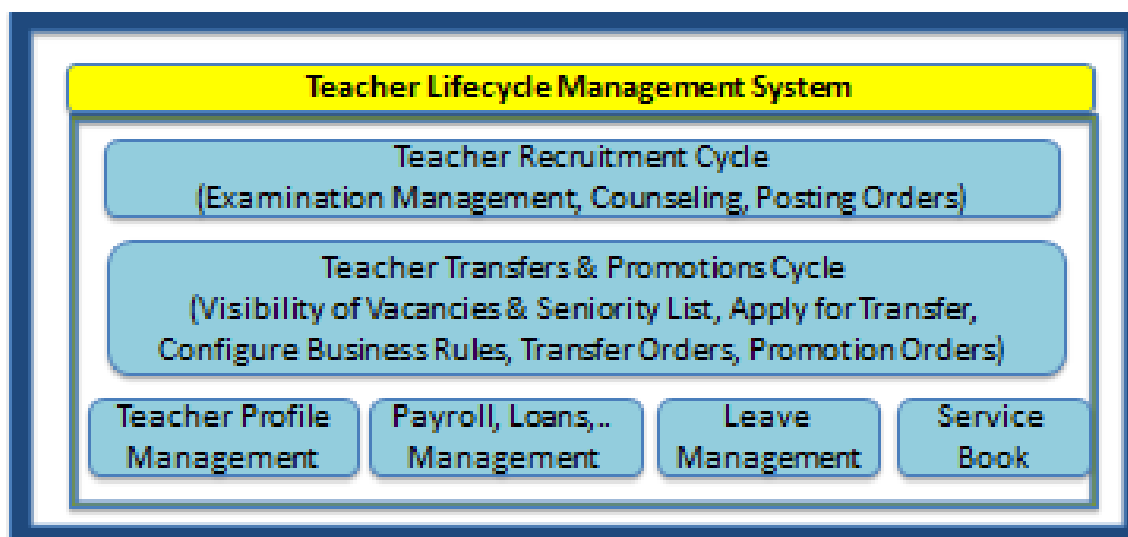 Teacher Lifecycle Management System
Teacher Recruitment Cycle
(Examination Management, Counseling, Posting Orders)
Teacher Transfers & Promotions Cycle
(Visibility of Vacancies & Seniority List, Apply for Transfer,
Configure Business Rules, Transfer Orders, Promotion Orders)
Teacher Profile
Management
Payroll, Loans,..
Management
Leave
Management
Service
Book